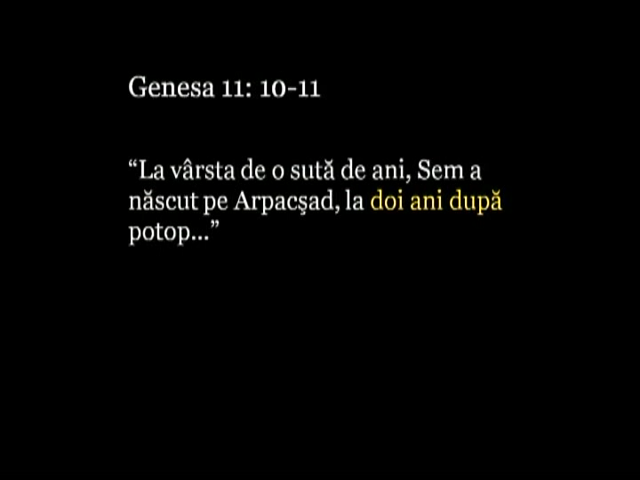 Genesa 11: 10-11
“La vârsta de o sută de ani, Sem a
născut pe Arpacşad, la doi ani după
potop...”